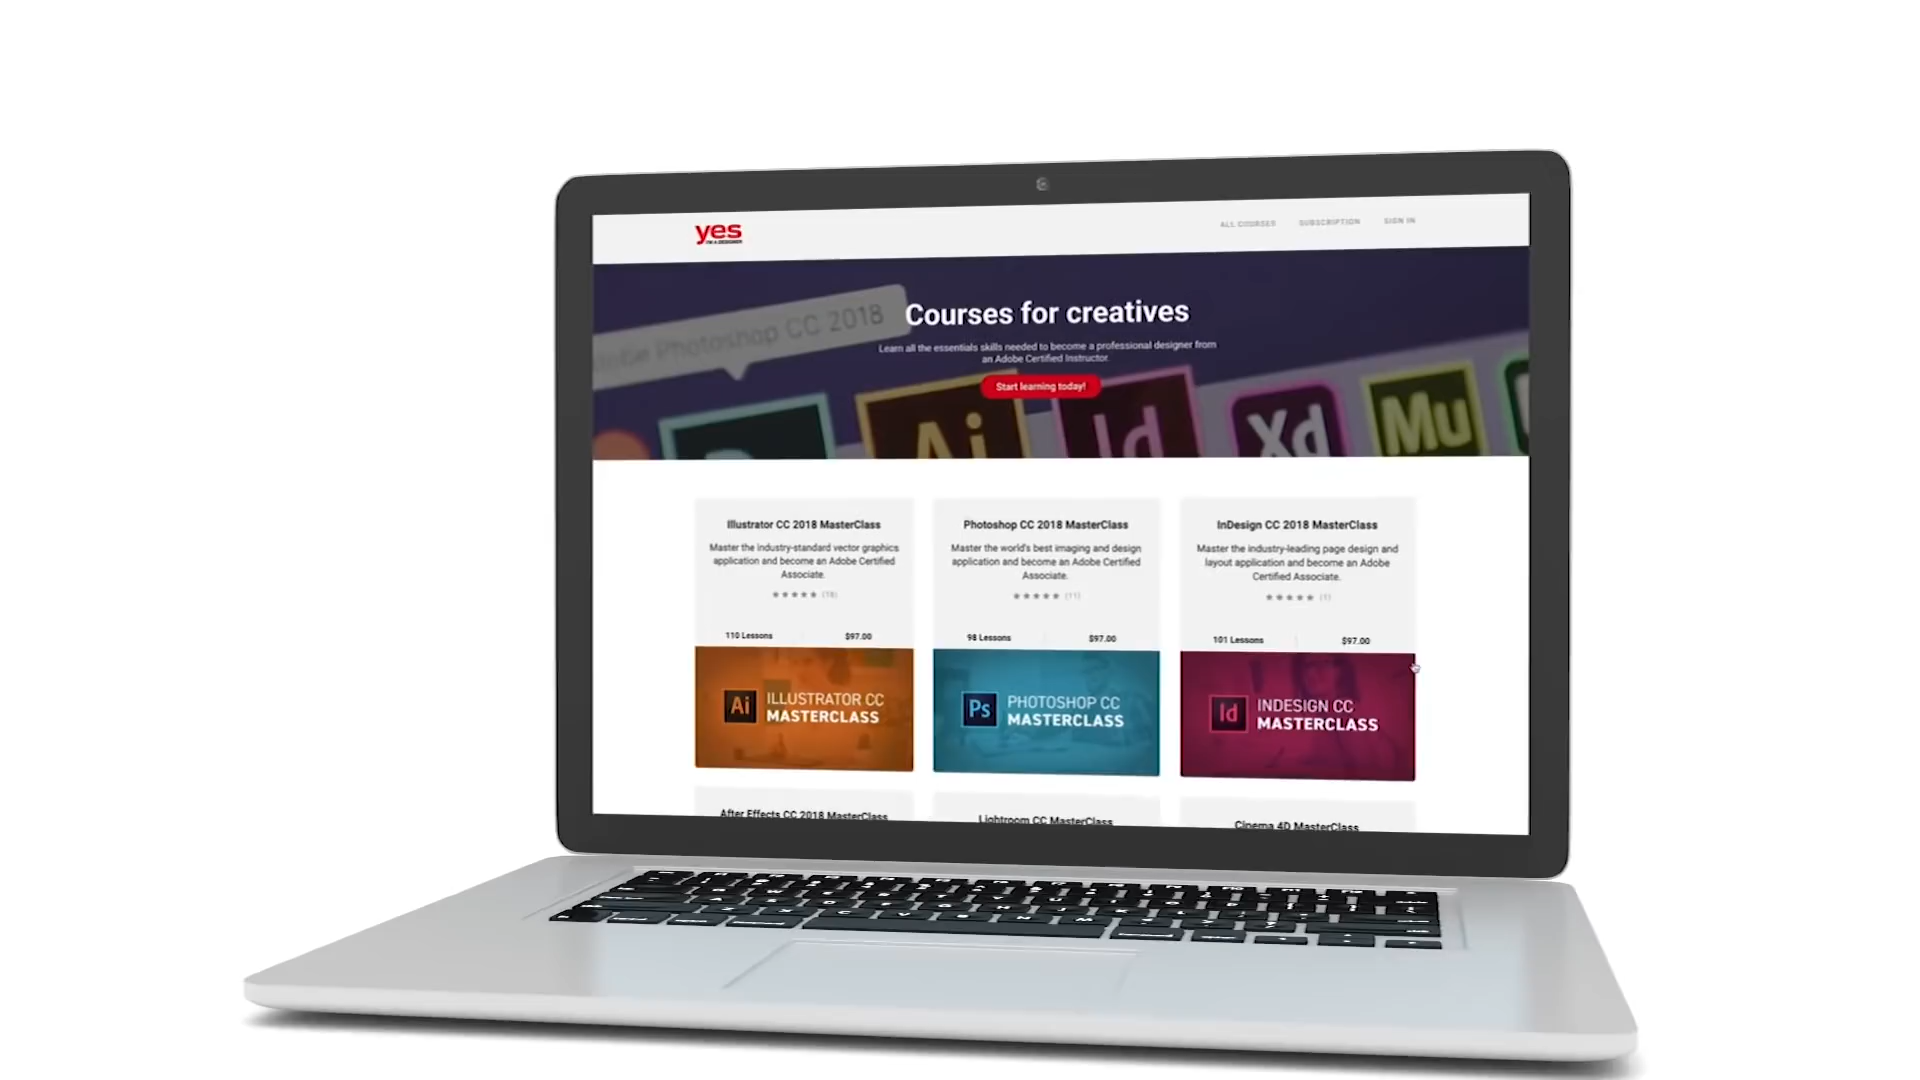 yes
I'M A DESIGNER
ALL COURSES SUBSCRIPTION SIGN IN
Adobe Photoshop CC 2018
Courses for creatives
Learn all the essentials skills needed to become a professional designer from
an Adobe Certified Instructor.
Start learning today!
Ai Id Xd Mu
Illustrator CC 2018 MasterClass
Master the industry-standard vector graphics
application and become an Adobe Certified
Associate.
(18)
110 Lessons $97.00
Ai ILLUSTRATOR CC
MASTERCLASS
Photoshop CC 2018 MasterClass
Master the world's best imaging and design
application and become an Adobe Certified
Associate.
(11)
98 Lessons $97.00
Ps PHOTOSHOP CC
MASTERCLASS
InDesign CC 2018 MasterClass
Master the industry-leading page design and
layout application and become an Adobe
Certified Associate.
(1)
101 Lessons $97.00
Id INDESIGN CC
MASTERCLASS
After Effects CC 2018 MasterClass
Lightroom CC MasterClass
Cinema 4D MasterClass